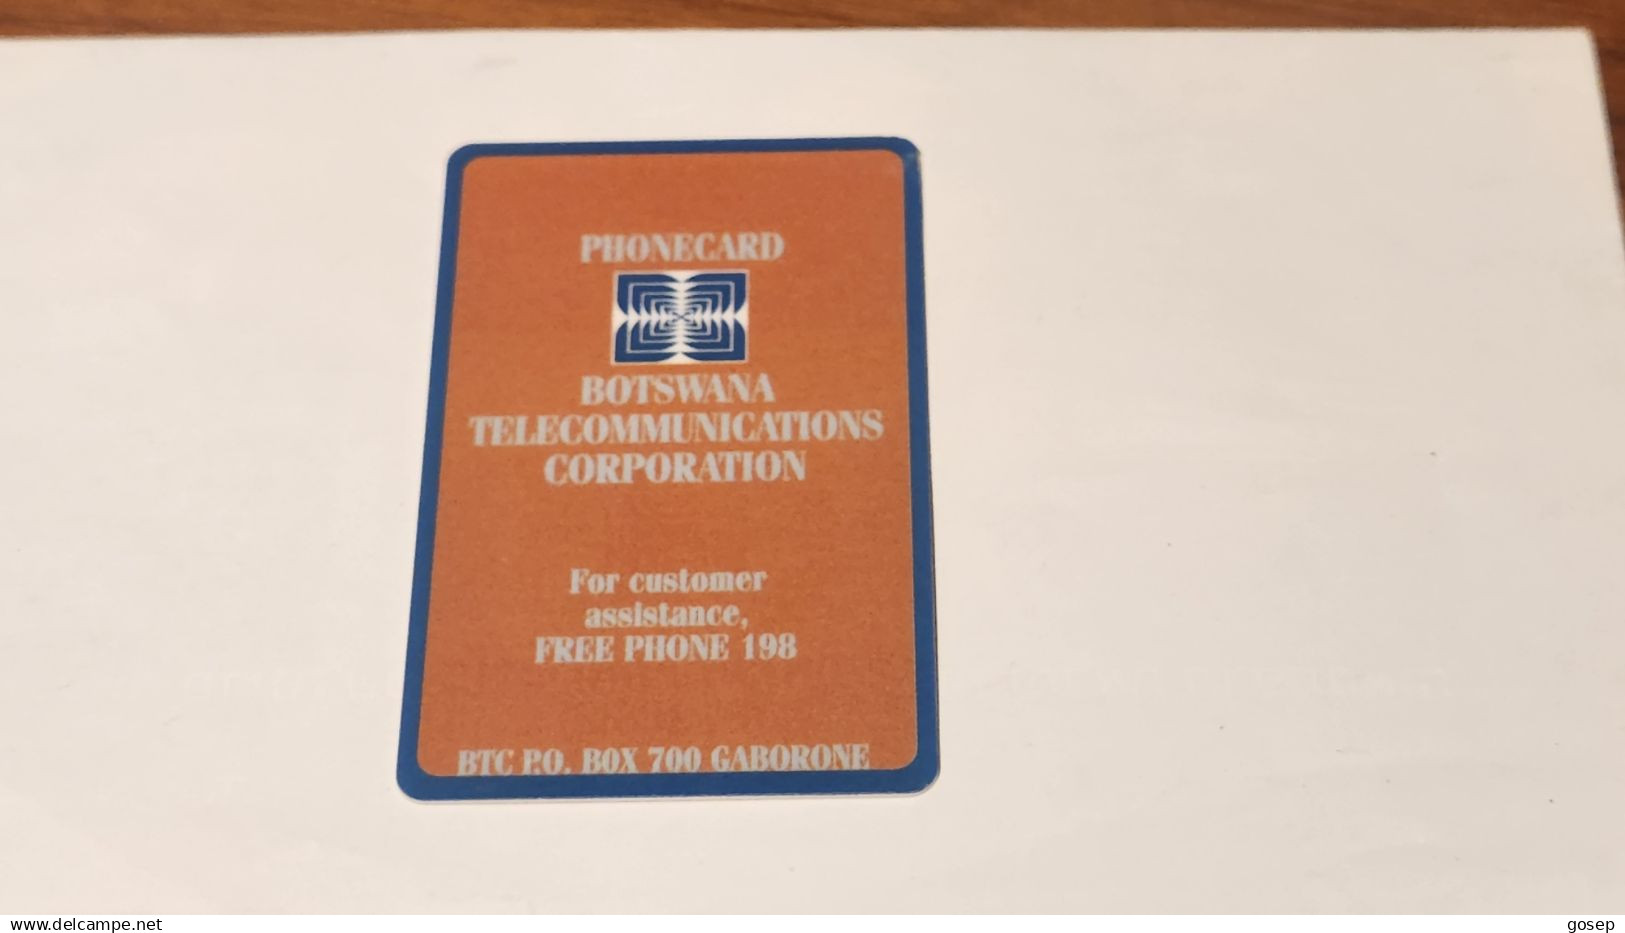 PHONECARD
BOTSWANA
TELECOMMUNICATIONS
CORPORATION
For customer
assistance,
FREE PHONE 198
BTC P.O. BOX 700 GABORONE
www.delcampe.net
gosep